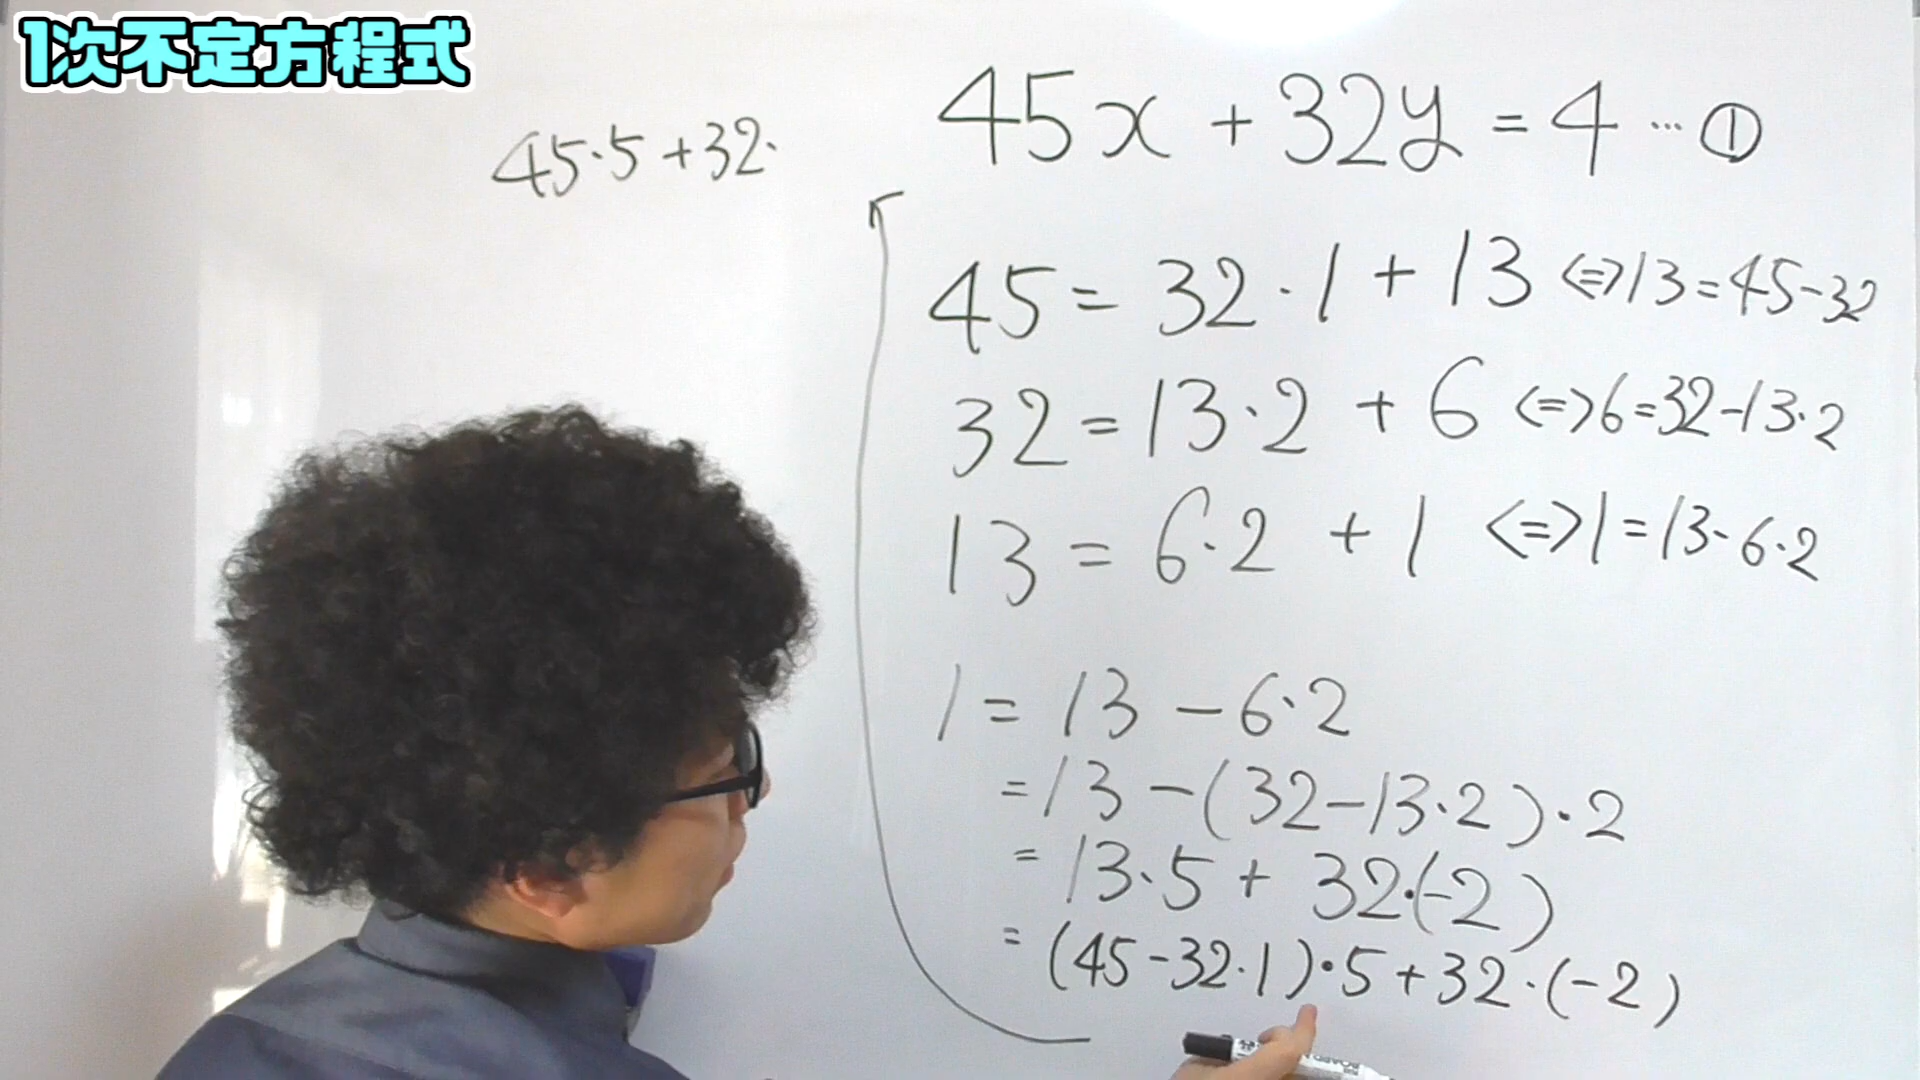 1次不定方程式
45x + 32y = 4 … ①
45 = 32・1 + 13 <=> 13 = 45-32
32 = 13・2 + 6 <=> 6 = 32-13・2
13 = 6・2 + 1 <=> 1 = 13-6・2
1 = 13 - 6・2
= 13 - (32-13・2)・2
= 13・5 + 32・(-2)
= (45-32・1)・5 + 32・(-2)
45・5 + 32・